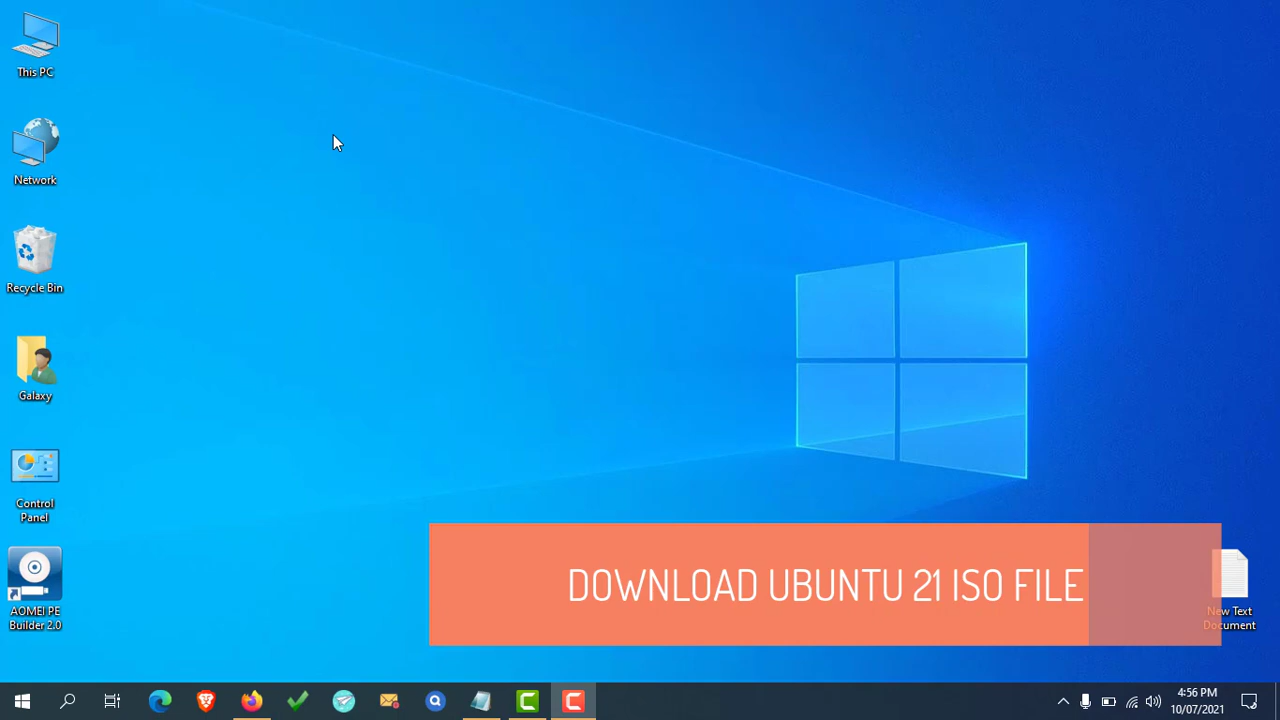 This PC
Network
Recycle Bin
Galaxy
Control
Panel
AOMEI PE
Builder 2.0
DOWNLOAD UBUNTU 21 ISO FILE
New Text
Document
4:56 PM
10/07/2021